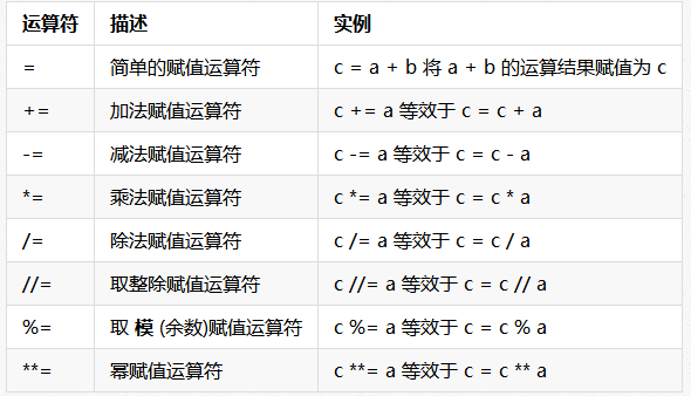 运算符 描述 实例
= 简单的赋值运算符 c = a + b 将 a + b 的运算结果赋值为 c
+= 加法赋值运算符 c += a 等效于 c = c + a
-= 减法赋值运算符 c -= a 等效于 c = c - a
*= 乘法赋值运算符 c *= a 等效于 c = c * a
/= 除法赋值运算符 c /= a 等效于 c = c / a
//= 取整除赋值运算符 c //= a 等效于 c = c // a
%= 取 模 (余数)赋值运算符 c %= a 等效于 c = c % a
**= 幂赋值运算符 c **= a 等效于 c = c ** a